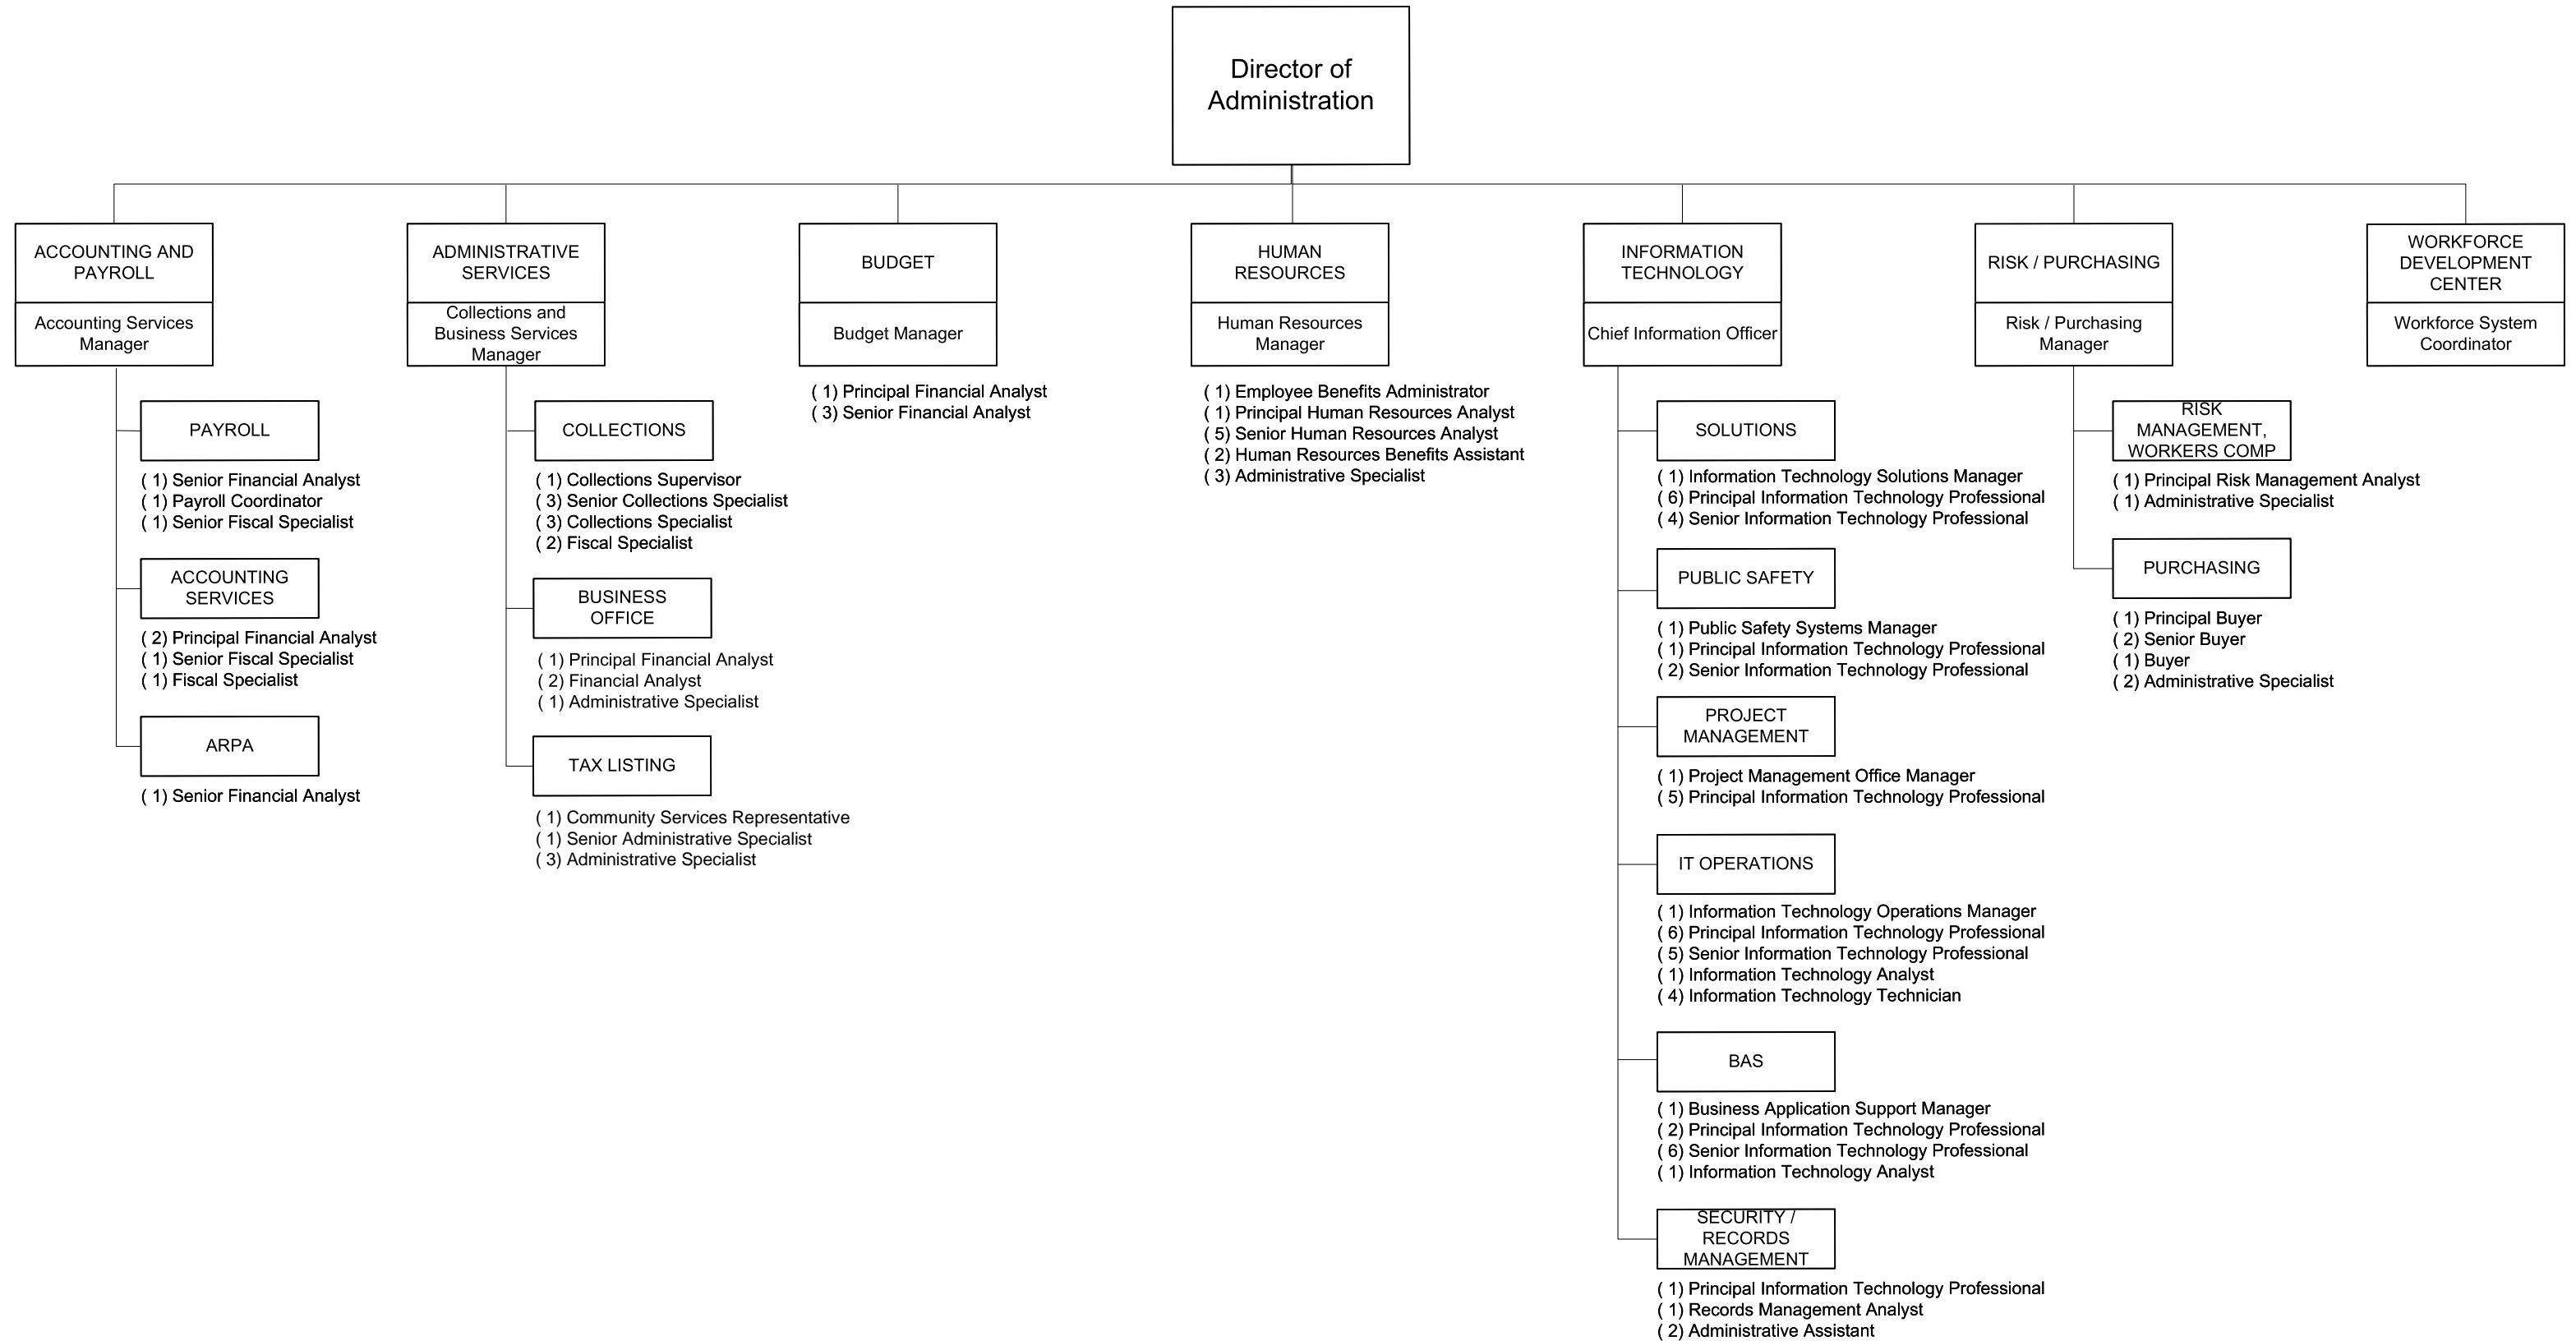 Director of
Administration
ACCOUNTING AND
PAYROLL
Accounting Services
Manager
PAYROLL
( 1) Senior Financial Analyst
( 1) Payroll Coordinator
( 1) Senior Fiscal Specialist
ACCOUNTING
SERVICES
( 2) Principal Financial Analyst
( 1) Senior Fiscal Specialist
( 1) Fiscal Specialist
ARPA
( 1) Senior Financial Analyst
ADMINISTRATIVE
SERVICES
Collections and
Business Services
Manager
COLLECTIONS
( 1) Collections Supervisor
( 3) Senior Collections Specialist
( 3) Collections Specialist
( 2) Fiscal Specialist
BUSINESS
OFFICE
( 1) Principal Financial Analyst
( 2) Financial Analyst
( 1) Administrative Specialist
TAX LISTING
( 1) Community Services Representative
( 1) Senior Administrative Specialist
( 3) Administrative Specialist
BUDGET
Budget Manager
( 1) Principal Financial Analyst
( 3) Senior Financial Analyst
HUMAN
RESOURCES
Human Resources
Manager
( 1) Employee Benefits Administrator
( 1) Principal Human Resources Analyst
( 5) Senior Human Resources Analyst
( 2) Human Resources Benefits Assistant
( 3) Administrative Specialist
INFORMATION
TECHNOLOGY
Chief Information Officer
SOLUTIONS
( 1) Information Technology Solutions Manager
( 6) Principal Information Technology Professional
( 4) Senior Information Technology Professional
PUBLIC SAFETY
( 1) Public Safety Systems Manager
( 1) Principal Information Technology Professional
( 2) Senior Information Technology Professional
PROJECT
MANAGEMENT
( 1) Project Management Office Manager
( 5) Principal Information Technology Professional
IT OPERATIONS
( 1) Information Technology Operations Manager
( 6) Principal Information Technology Professional
( 5) Senior Information Technology Professional
( 1) Information Technology Analyst
( 4) Information Technology Technician
BAS
( 1) Business Application Support Manager
( 2) Principal Information Technology Professional
( 6) Senior Information Technology Professional
( 1) Information Technology Analyst
SECURITY /
RECORDS
MANAGEMENT
( 1) Principal Information Technology Professional
( 1) Records Management Analyst
( 2) Administrative Assistant
RISK / PURCHASING
Risk / Purchasing
Manager
RISK
MANAGEMENT,
WORKERS COMP
( 1) Principal Risk Management Analyst
( 1) Administrative Specialist
PURCHASING
( 1) Principal Buyer
( 2) Senior Buyer
( 1) Buyer
( 2) Administrative Specialist
WORKFORCE
DEVELOPMENT
CENTER
Workforce System
Coordinator